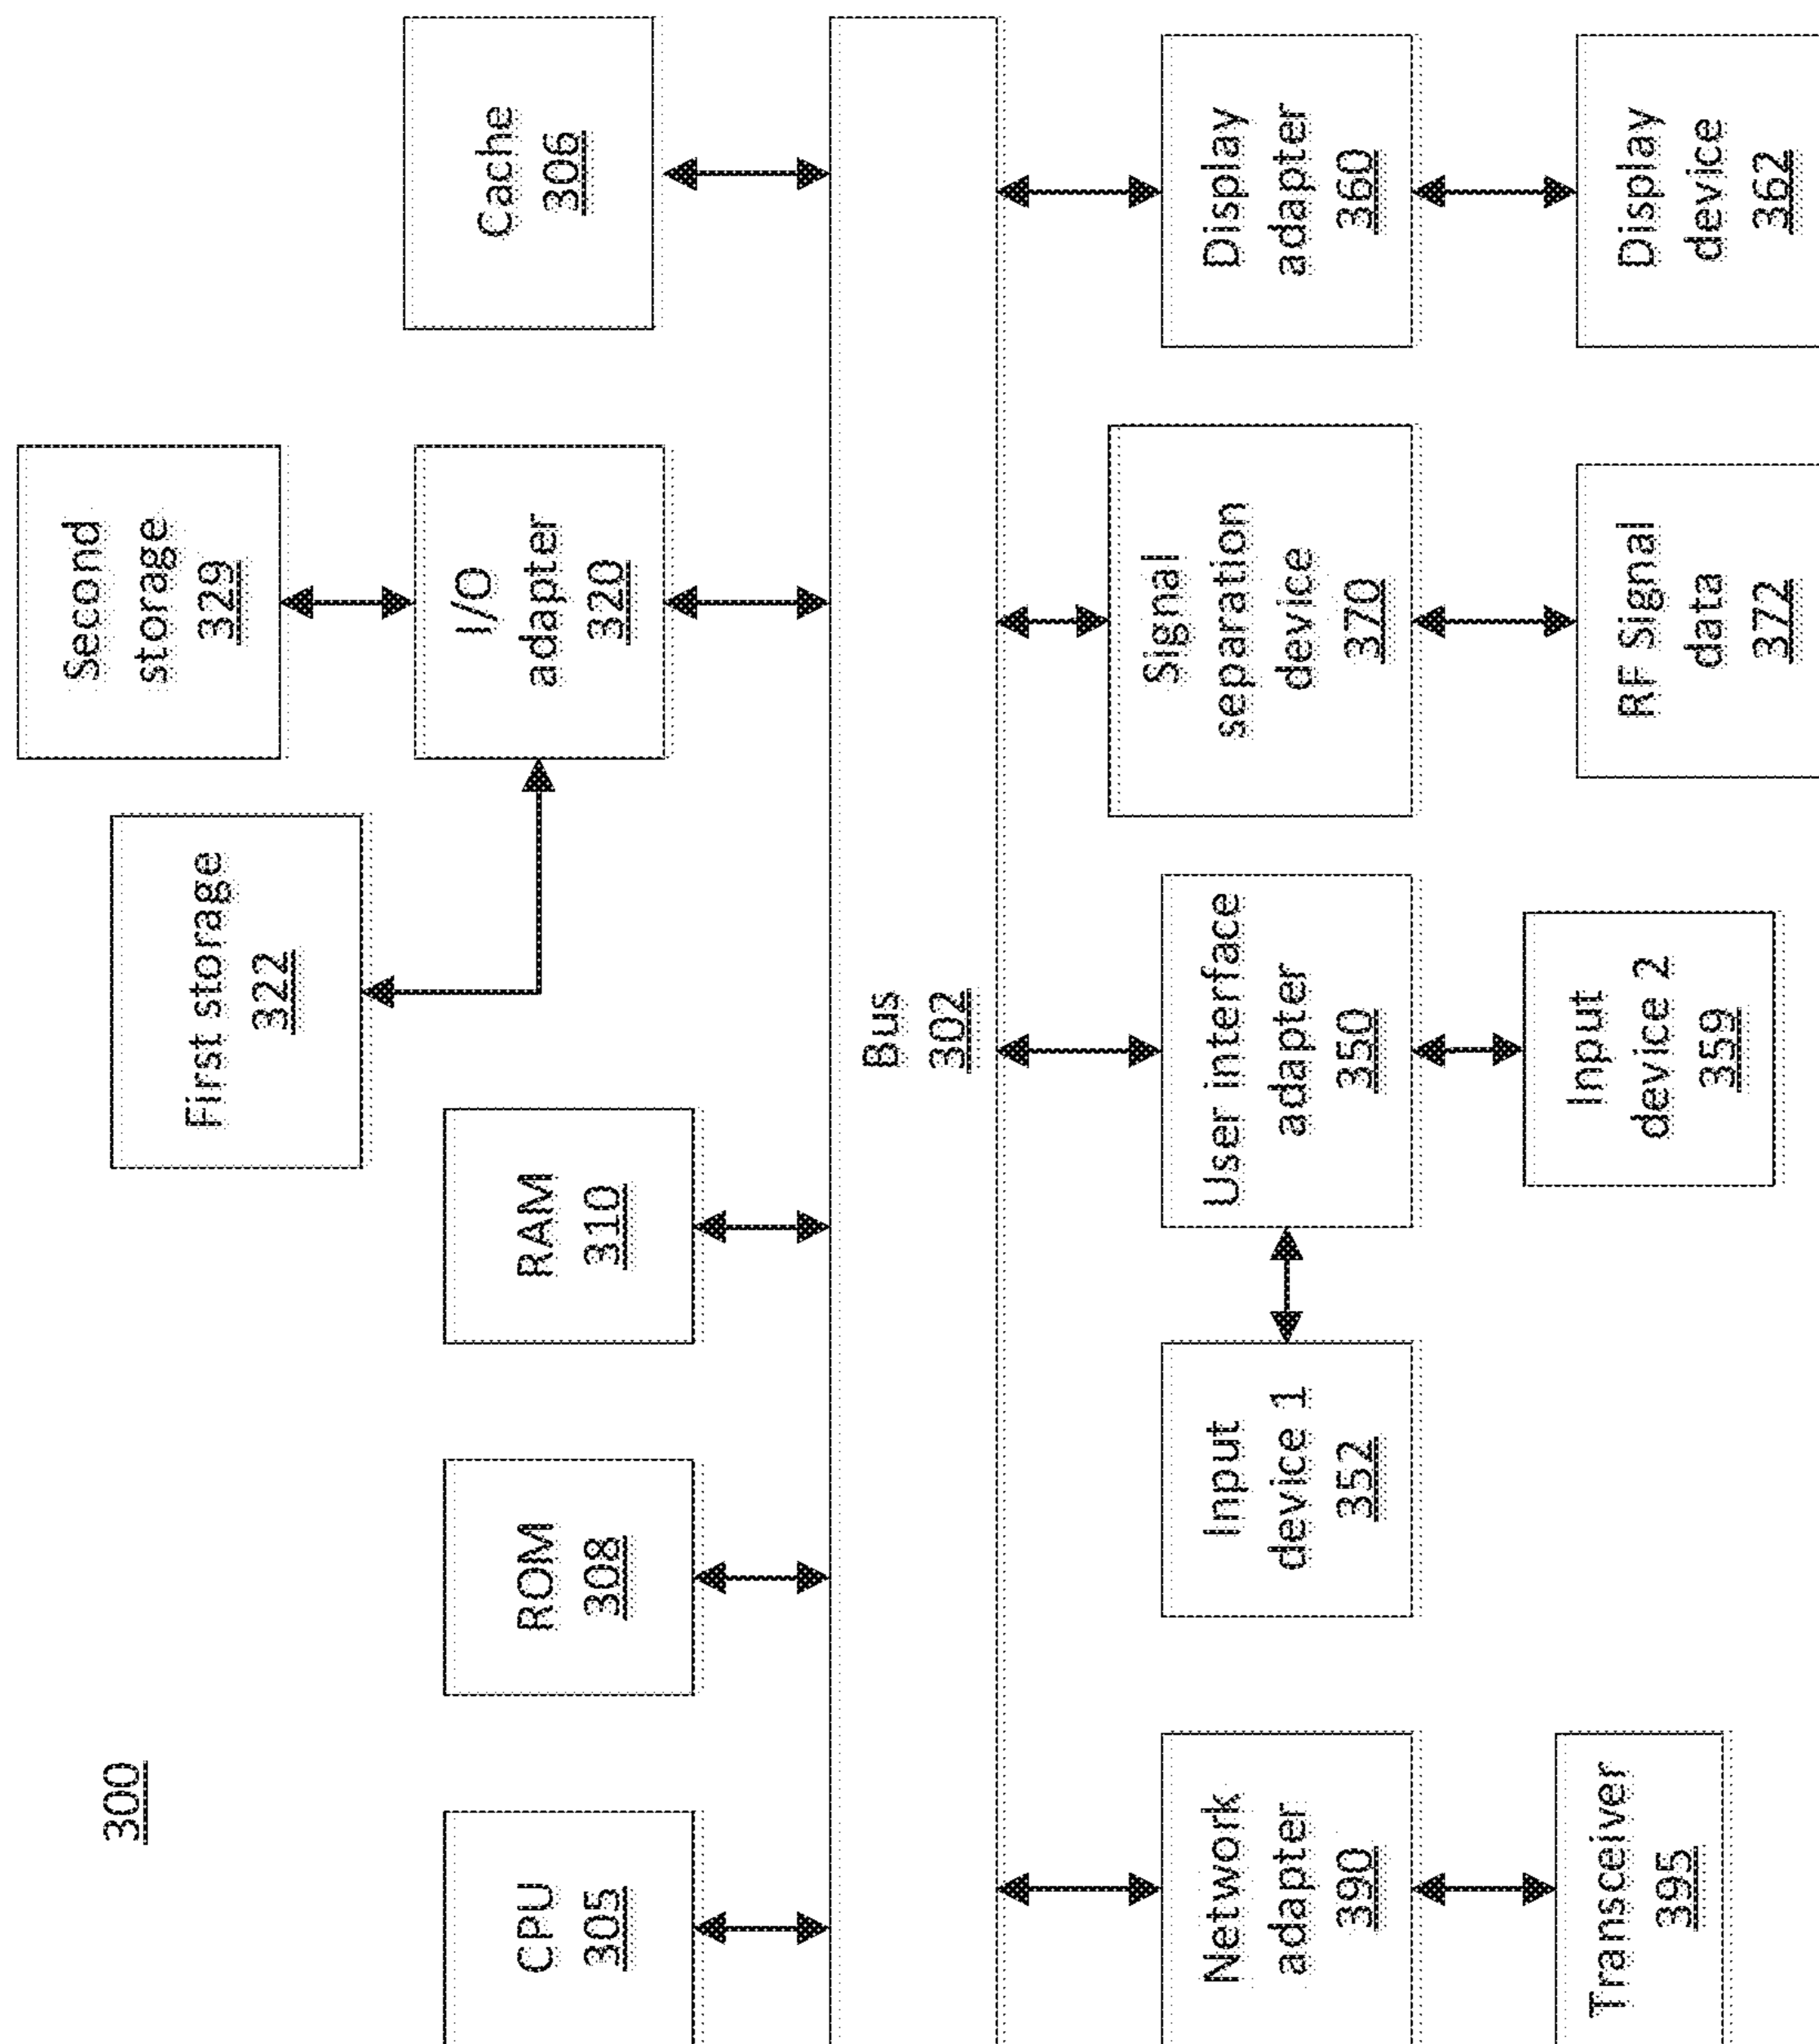 300
Second
storage
329
First storage
322
CPU
305
ROM
308
RAM
310
I/O
adapter
320
Cache
306
Bus
302
Network
adapter
390
Input
device 1
352
User interface
adapter
350
Signal
separation
device
370
Display
adapter
360
Transceiver
395
Input
device 2
359
RF Signal
data
372
Display
device
362